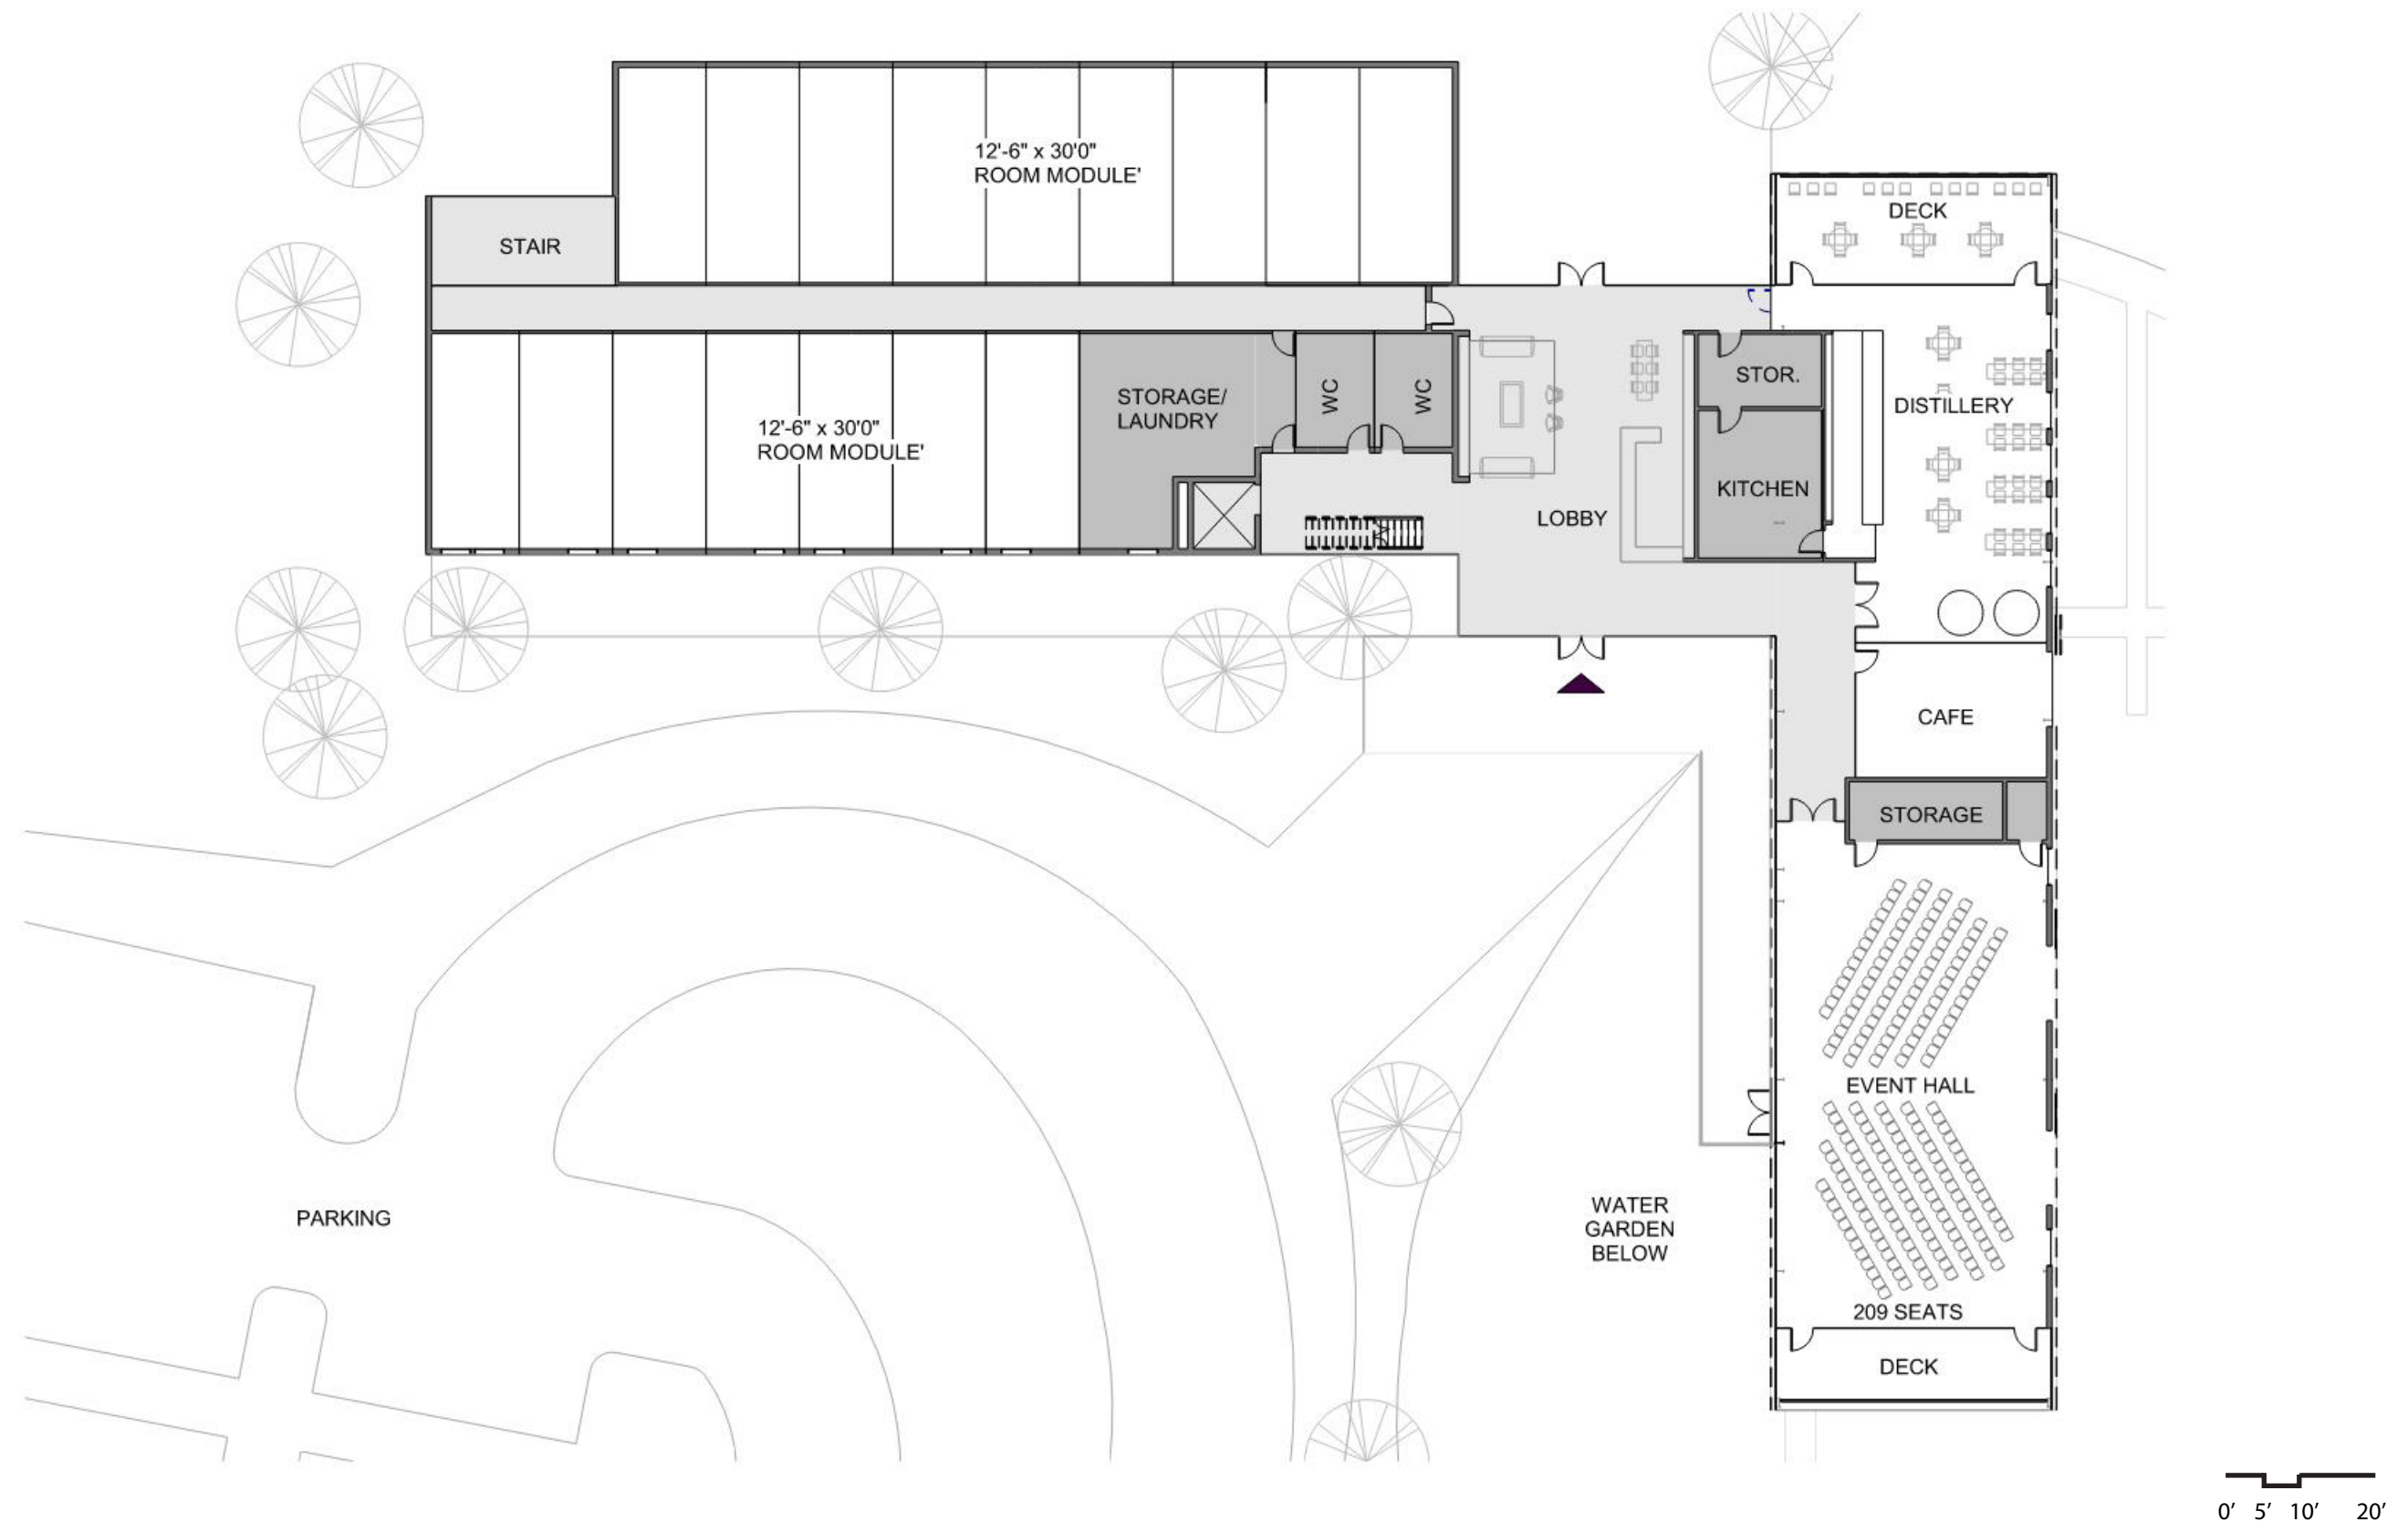 12'-6" x 30'0"
ROOM MODULE'
DECK
STAIR
STOR.
STORAGE/
LAUNDRY
WC
WC
DISTILLERY
12'-6" x 30'0"
ROOM MODULE'
KITCHEN
LOBBY
CAFE
STORAGE
EVENT HALL
PARKING
WATER
GARDEN
BELOW
209 SEATS
DECK
0' 5' 10' 20'